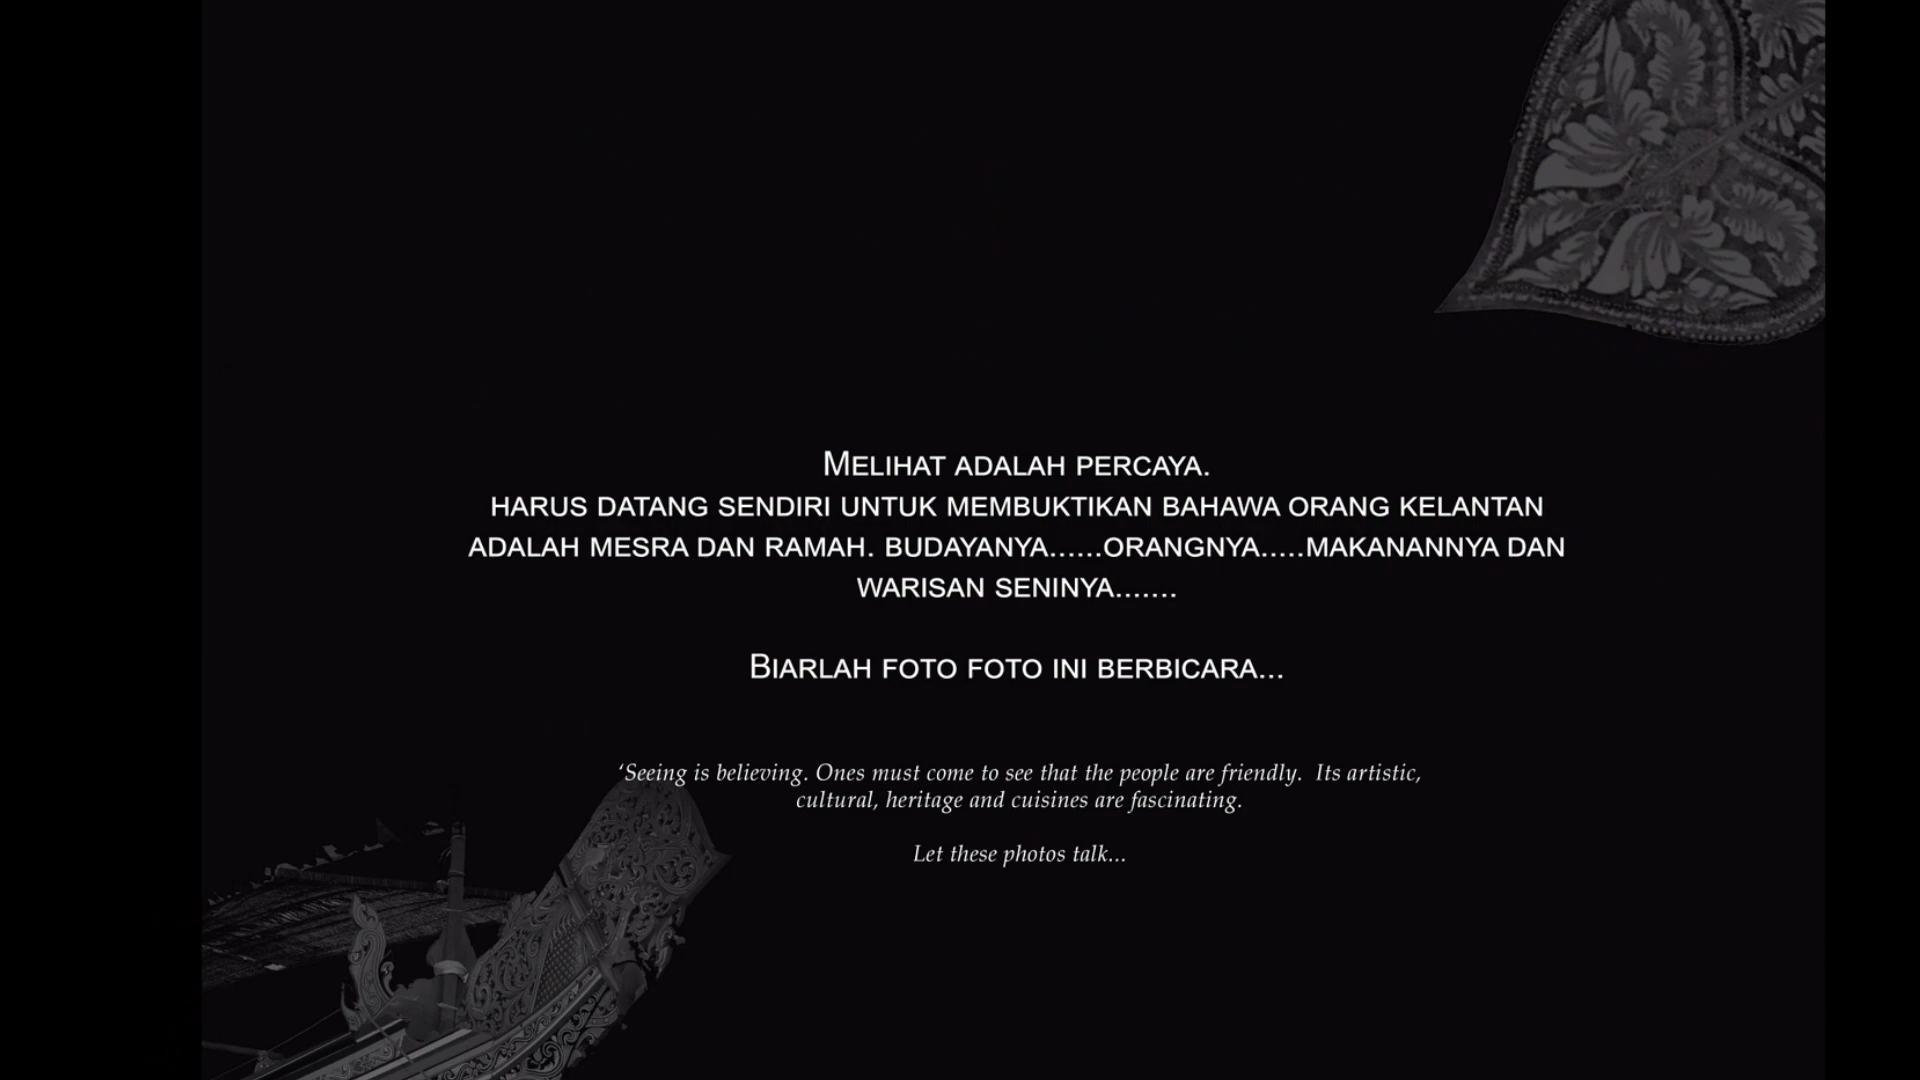 MELIHAT ADALAH PERCAYA.
HARUS DATANG SENDIRI UNTUK MEMBUKTIKAN BAHAWA ORANG KELANTAN
ADALAH MESRA DAN RAMAH. BUDAYANYA......ORANGNYA.....MAKANANNYA DAN
WARISAN SENINYA.......
BIARLAH FOTO FOTO INI BERBICARA...
‘Seeing is believing. Ones must come to see that the people are friendly.  Its artistic,
cultural, heritage and cuisines are fascinating.
Let these photos talk...